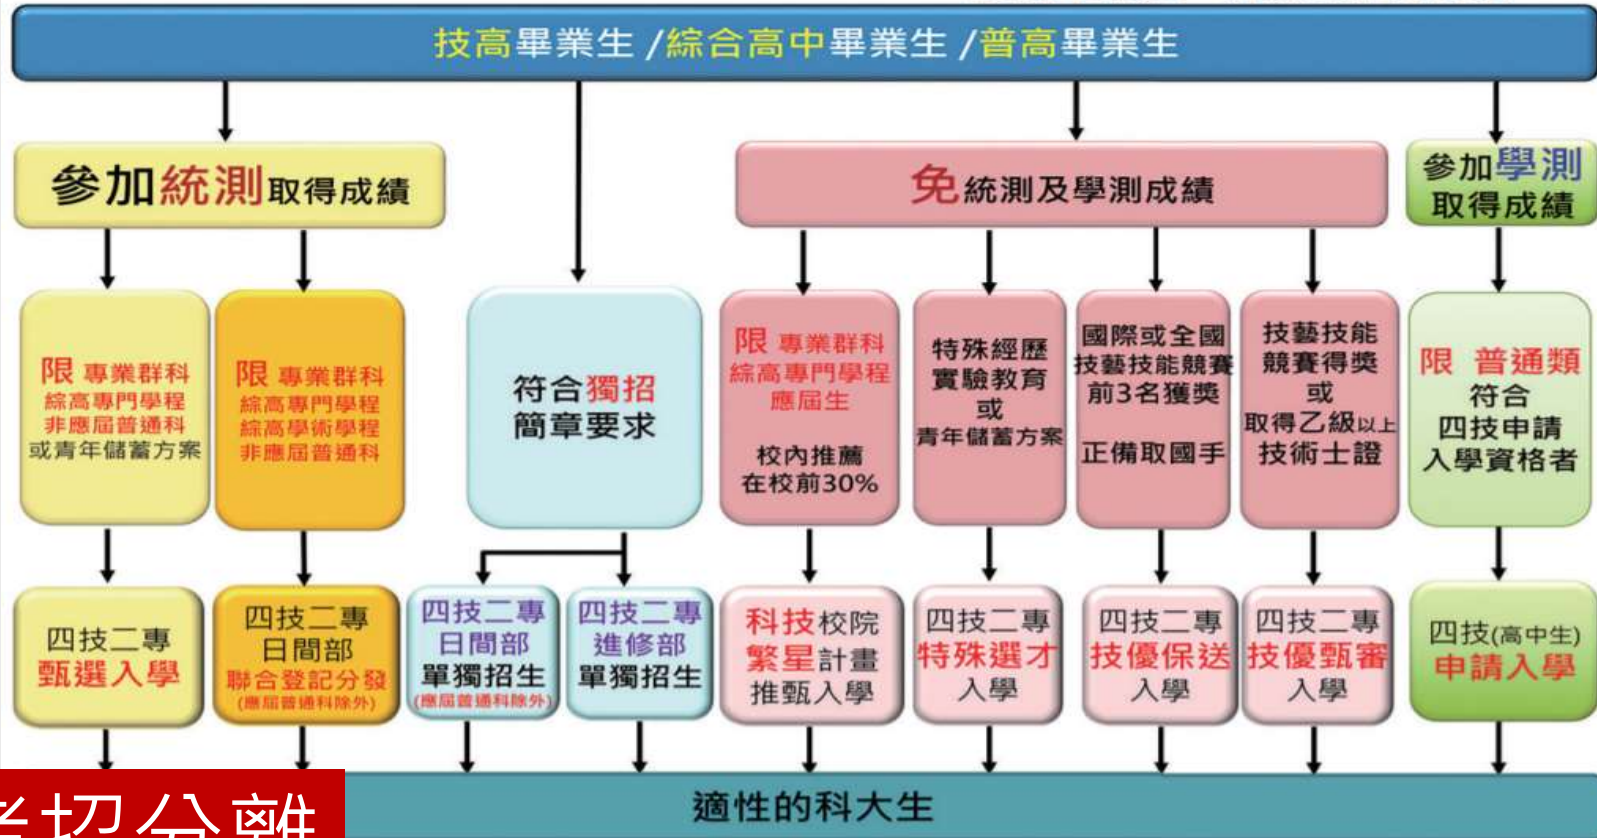 技高畢業生 /綜合高中畢業生 /普高畢業生
參加統測取得成績
免統測及學測成績
參加學測
取得成績
限 專業群科
綜高專門學程
非應屆普通科
或青年儲蓄方案
限 專業群科
綜高專門學程
綜高學術學程
非應屆普通科
符合獨招
簡章要求
限 專業群科
綜高專門學程
應屆生
校內推薦
在校前30%
特殊經歷
實驗教育
或
青年儲蓄方案
國際或全國
技藝技能競賽
前3名獲獎
正備取國手
技藝技能
競賽得獎
或
取得乙級以上
技術士證
限 普通類
符合
四技申請
入學資格者
四技二專
甄選入學
四技二專
日間部
聯合登記分發
(應屆普通科除外)
四技二專
日間部
單獨招生
(應屆普通科除外)
四技二專
進修部
單獨招生
科技校院
繁星計畫
推甄入學
四技二專
特殊選才
入學
四技二專
技優保送
入學
四技二專
技優甄審
入學
四技(高中生)
申請入學
適性的科大生
考招分離